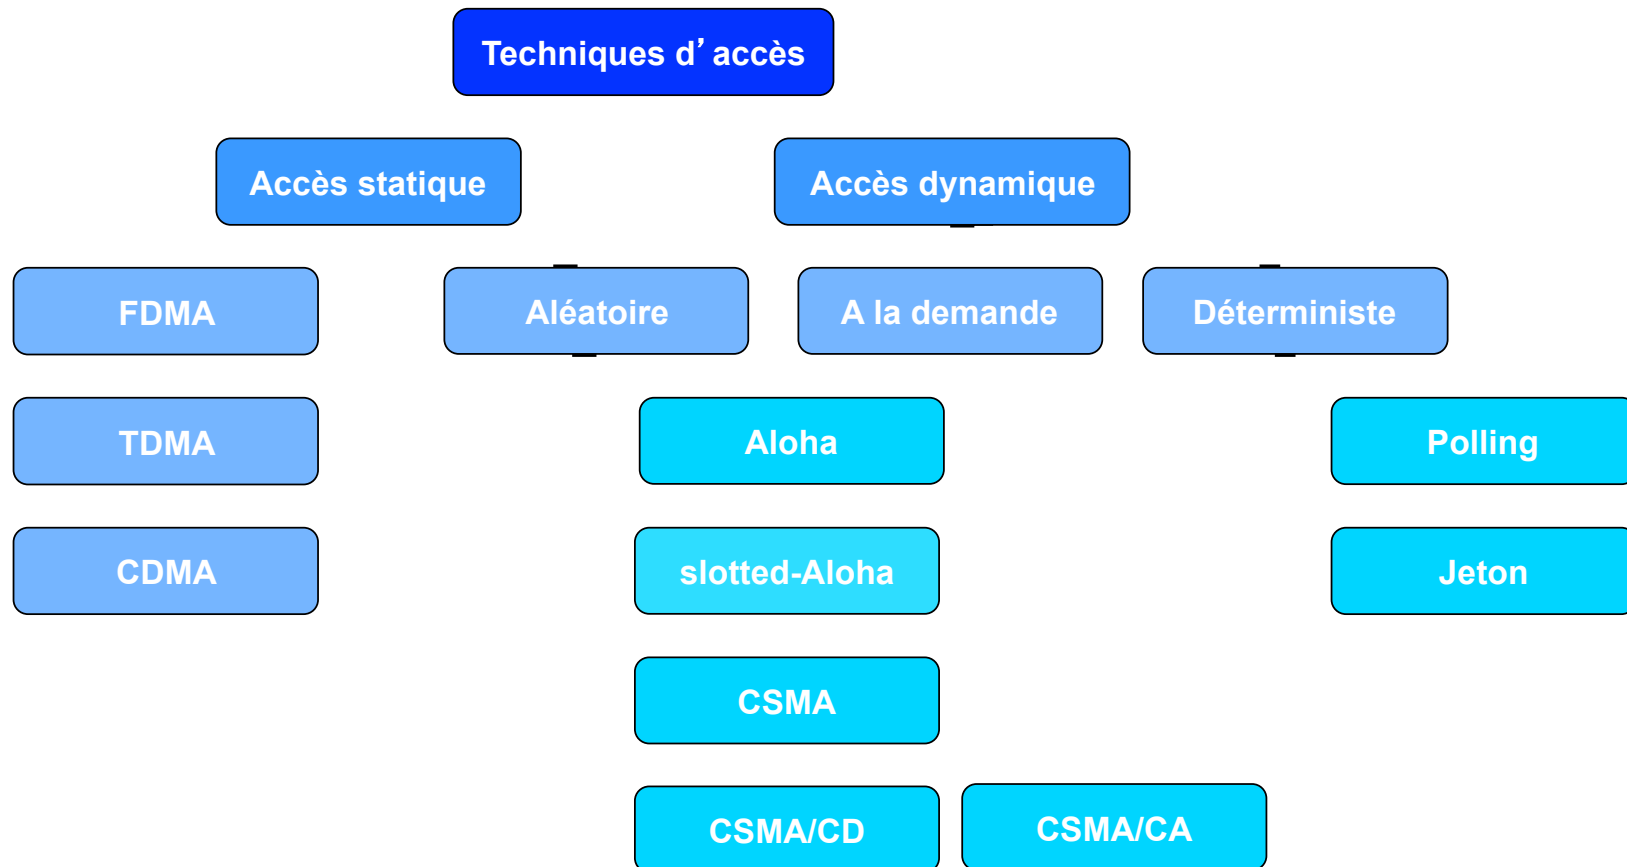 Techniques d’ accès
Accès statique
Accès dynamique
FDMA
Aléatoire
A la demande
Déterministe
TDMA
Aloha
Polling
CDMA
slotted-Aloha
Jeton
CSMA
CSMA/CD
CSMA/CA